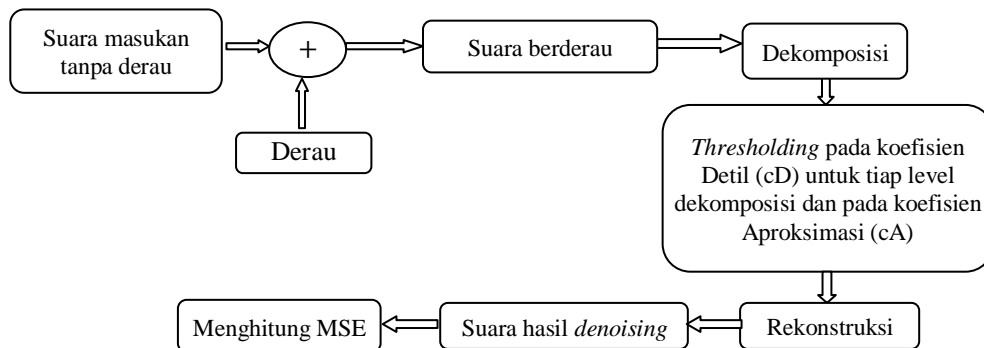 Suara masukan
tanpa derau
+
Suara berderau
Dekomposisi
Derau
Thresholding pada koefisien
Detil (cD) untuk tiap level
dekomposisi dan pada koefisien
Aproksimasi (cA)
Menghitung MSE
Suara hasil denoising
Rekonstruksi